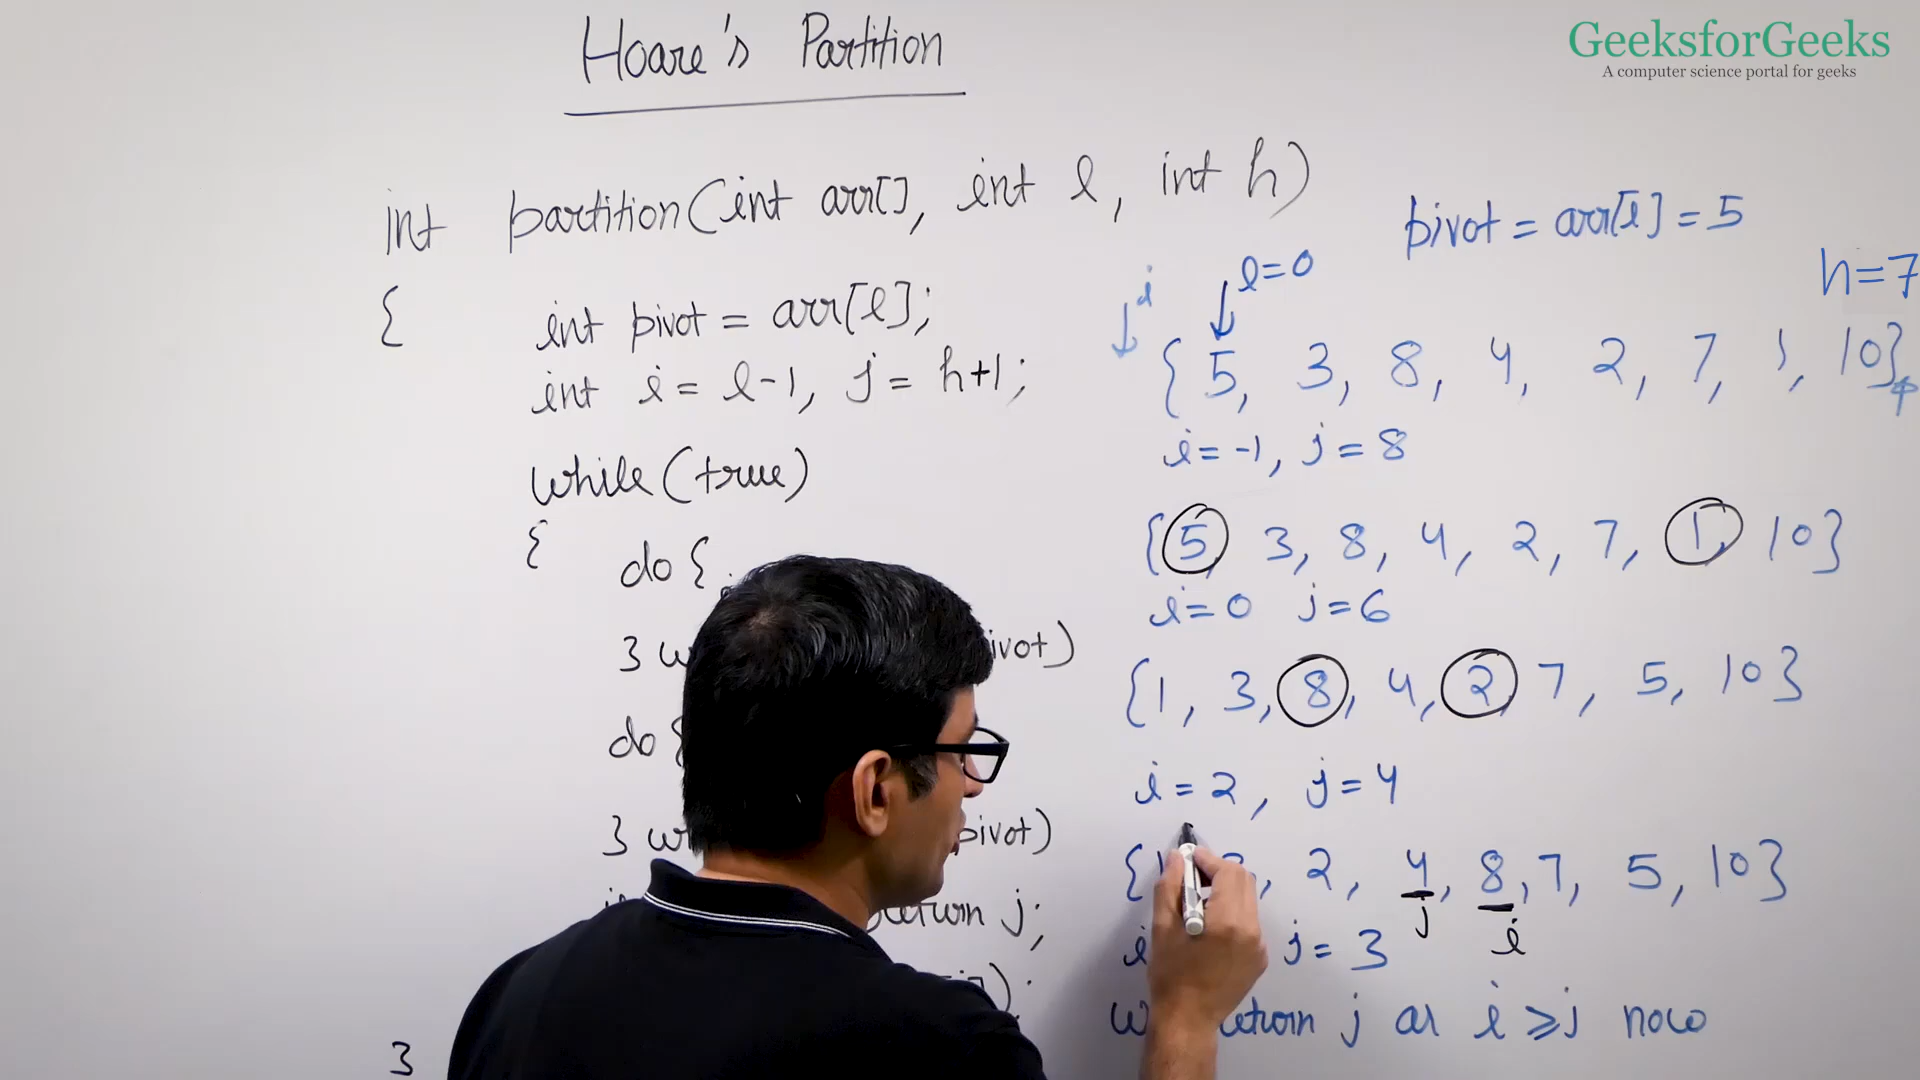 GeeksforGeeks
A computer science portal for geeks
Hoare's Partition
int partition(int arr[], int l, int h)
{
int pivot = arr[l];
int i = l-1, j = h+1;
while(true)
{
do {
} ivot)
do {
} pivot)
return j;
);
}
pivot = arr[l] = 5
i l=0 h=7
{ 5, 3, 8, 4, 2, 7, 1, 10}
i = -1, j = 8
{5, 3, 8, 4, 2, 7, 1, 10}
i = 0 j = 6
{1, 3, 8, 4, 2, 7, 5, 10}
i = 2, j = 4
{ , 2, 4, 8, 7, 5, 10}
j i
i j = 3
j as i ≥ j now